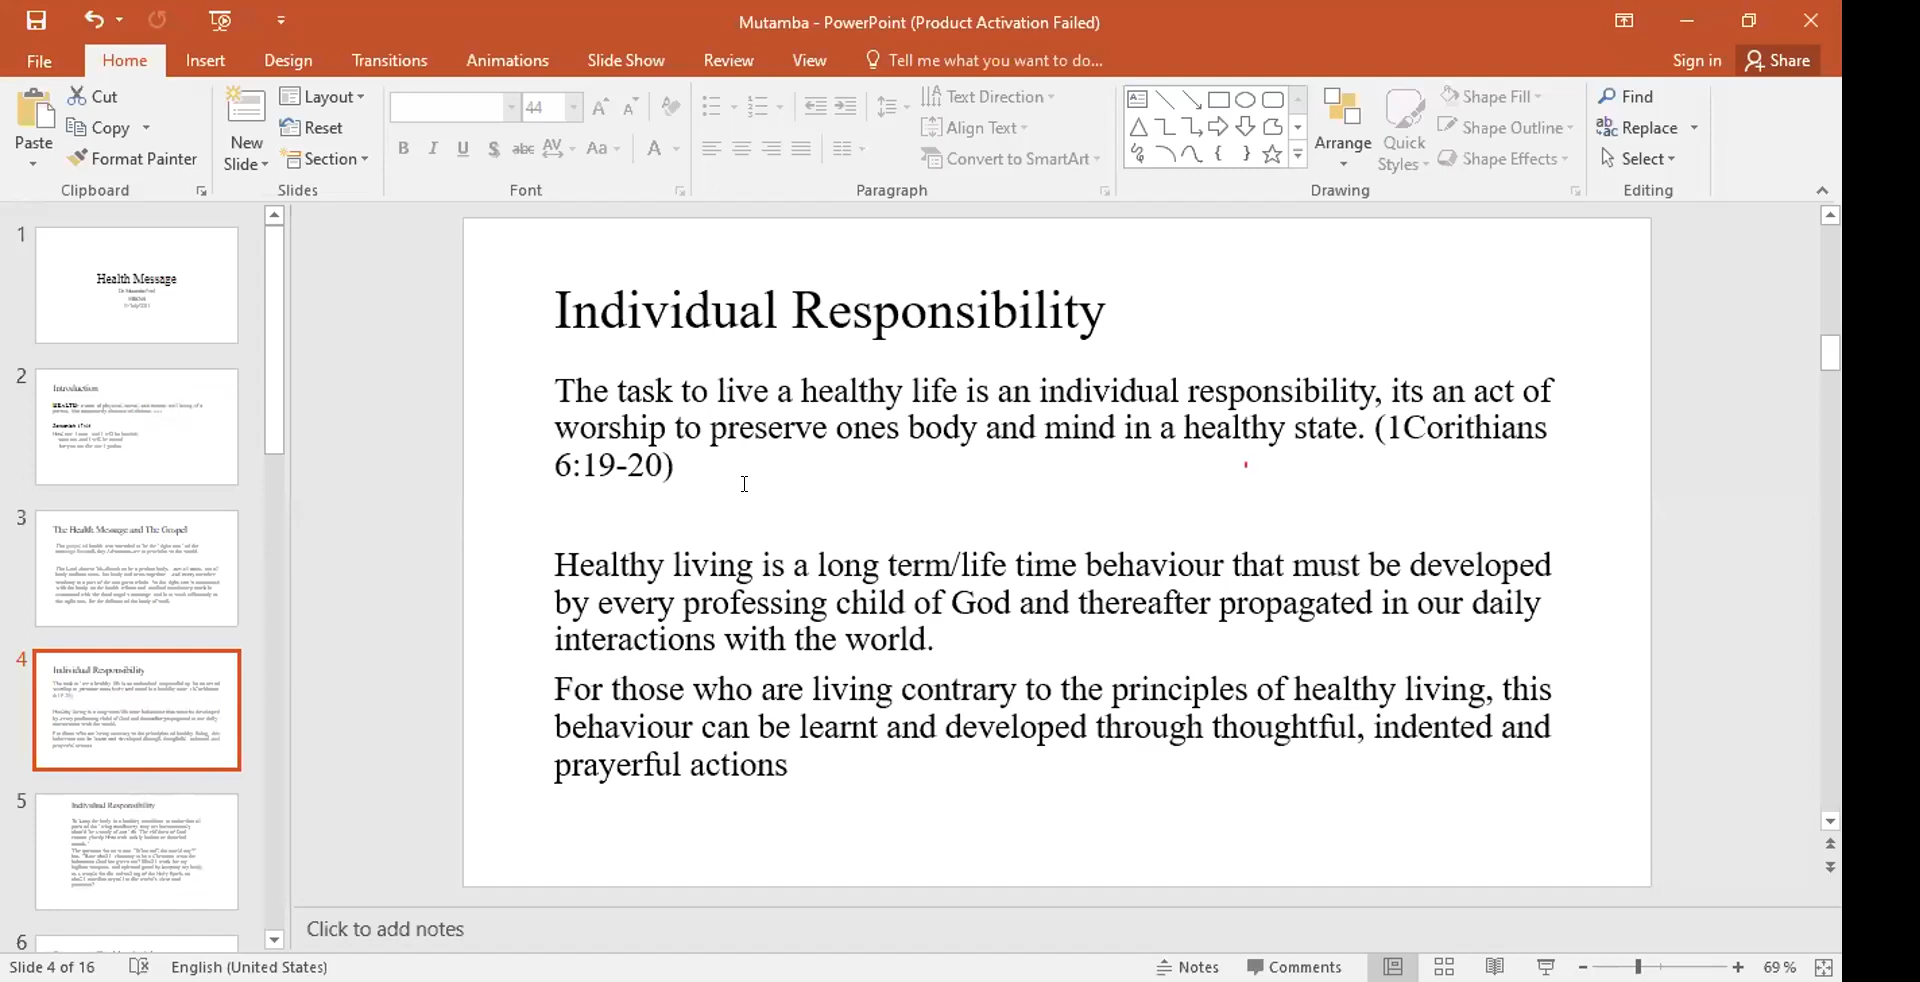 Mutamba - PowerPoint (Product Activation Failed)
File Home Insert Design Transitions Animations Slide Show Review View Tell me what you want to do... Sign in Share
Paste
Cut
Copy
Format Painter
Clipboard
New Slide
Layout
Reset
Section
Slides
44
B I U S abc AV Aa A
Font
Text Direction
Align Text
Convert to SmartArt
Paragraph
Arrange
Quick Styles
Shape Fill
Shape Outline
Shape Effects
Drawing
Find
Replace
Select
Editing
1
Health Message
2
Introduction
3
The Health Message and The Gospel
4
Individual Responsibility
5
Individual Responsibility
6
Individual Responsibility
The task to live a healthy life is an individual responsibility, its an act of
worship to preserve ones body and mind in a healthy state. (1Corithians
6:19-20)
Healthy living is a long term/life time behaviour that must be developed
by every professing child of God and thereafter propagated in our daily
interactions with the world.
For those who are living contrary to the principles of healthy living, this
behaviour can be learnt and developed through thoughtful, indented and
prayerful actions
Click to add notes
Slide 4 of 16 English (United States) Notes Comments 69 %